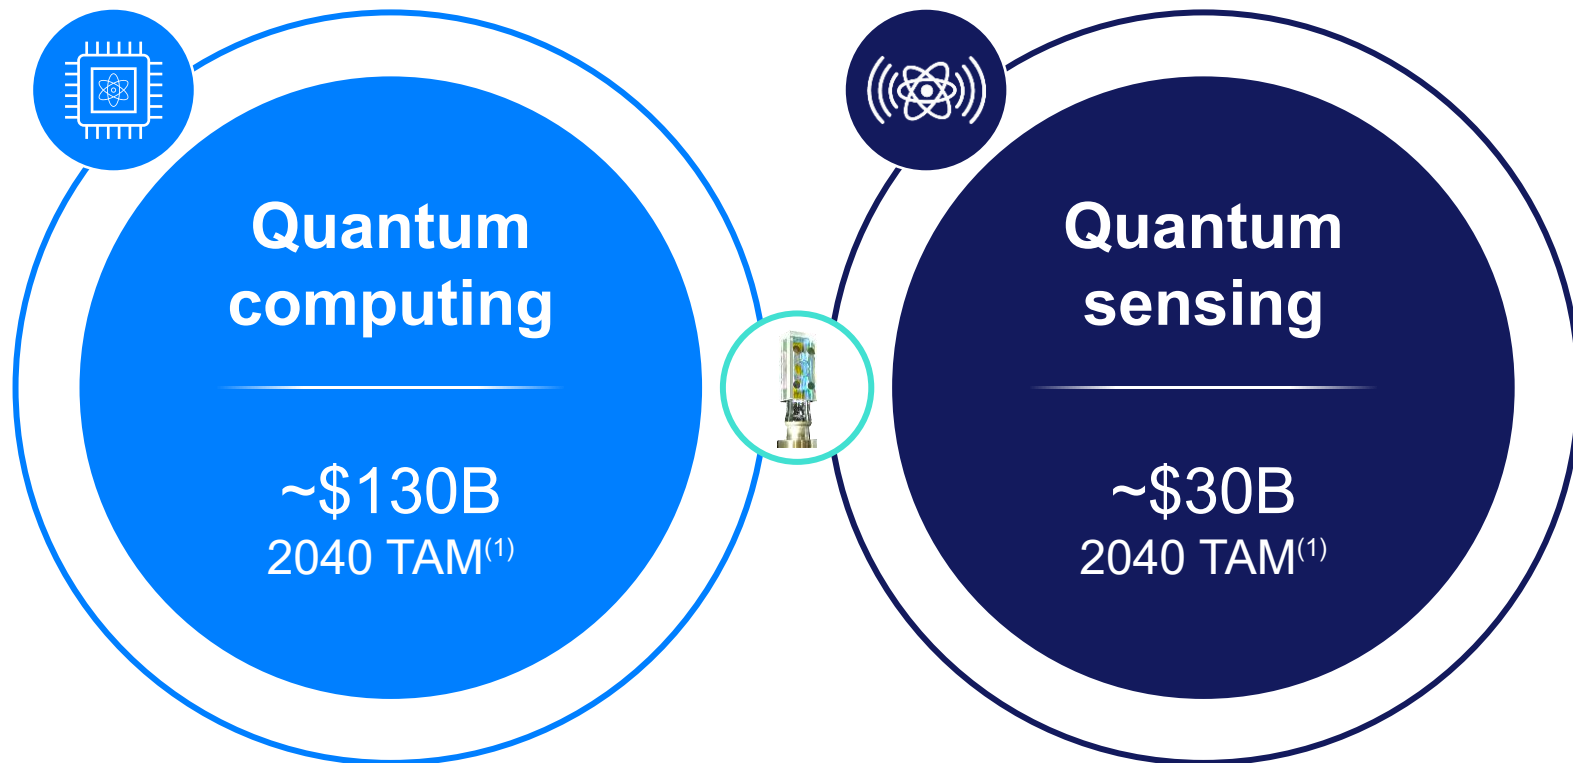 Quantum
computing
~$130B
2040 TAM(1)
Quantum
sensing
~$30B
2040 TAM(1)